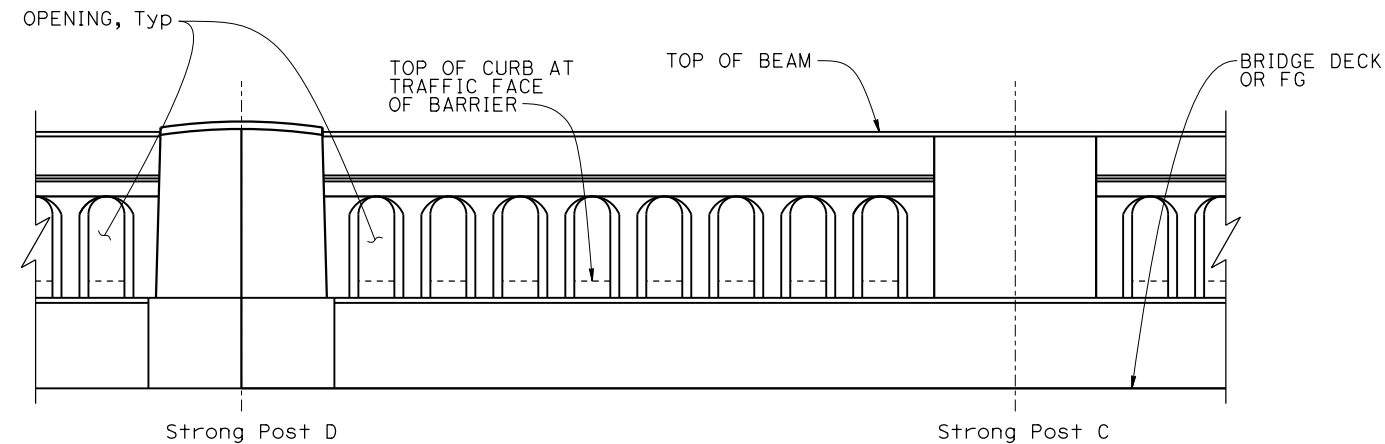 OPENING, Typ
TOP OF CURB AT
TRAFFIC FACE
OF BARRIER
TOP OF BEAM
BRIDGE DECK
OR FG
Strong Post D
Strong Post C